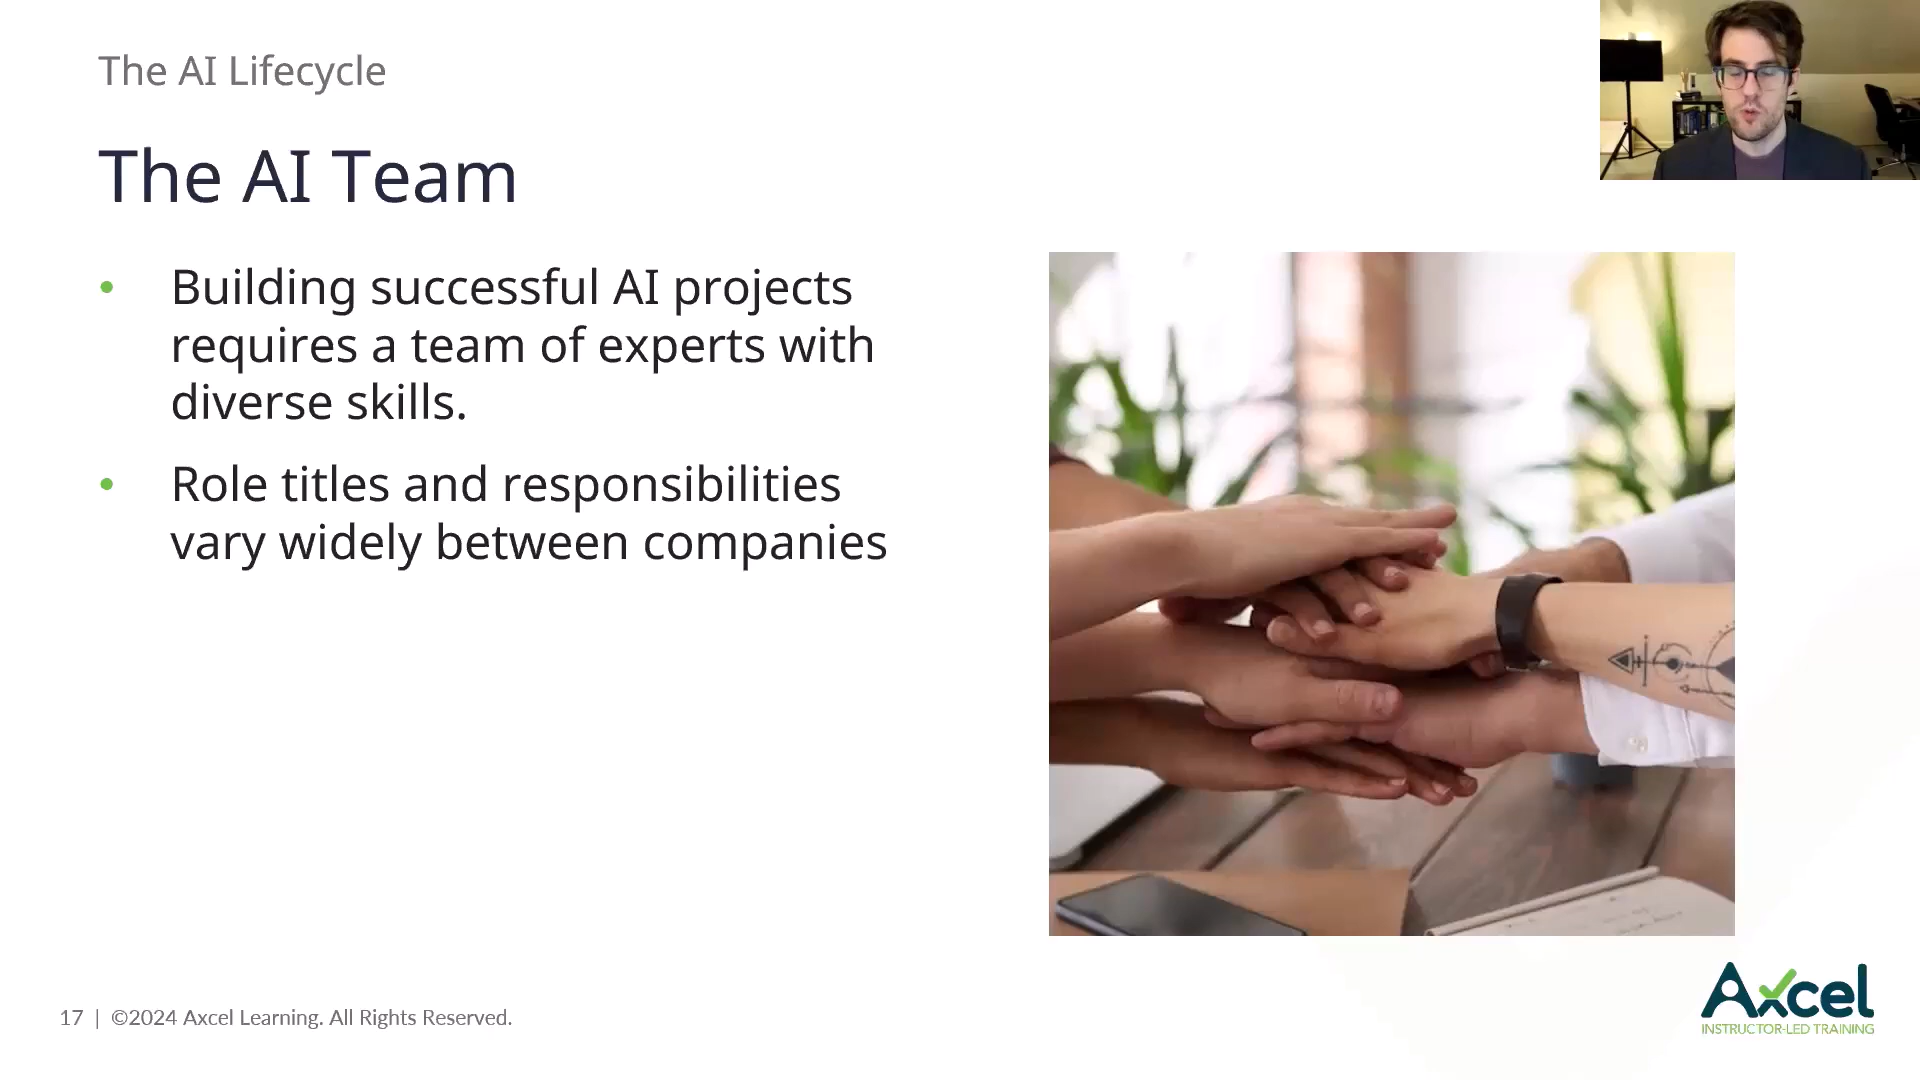 The AI Lifecycle
The AI Team
• Building successful AI projects
requires a team of experts with
diverse skills.
• Role titles and responsibilities
vary widely between companies
17 | ©2024 Axcel Learning. All Rights Reserved.
Axcel
INSTRUCTOR-LED TRAINING